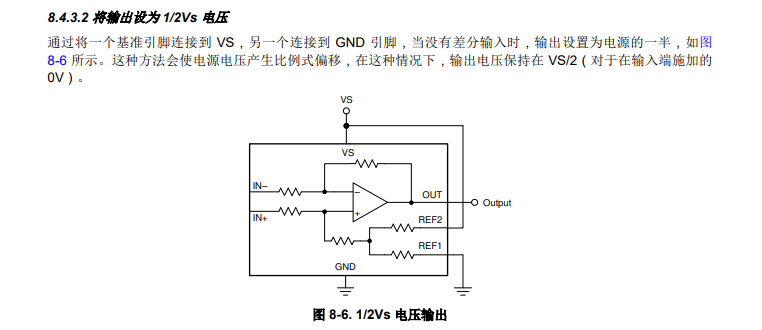 8.4.3.2 将输出设为 1/2Vs 电压
通过将一个基准引脚连接到 VS，另一个连接到 GND 引脚，当没有差分输入时，输出设置为电源的一半，如图
8-6 所示。这种方法会使电源电压产生比例式偏移，在这种情况下，输出电压保持在 VS/2（对于在输入端施加的
0V）。
VS
VS
IN–
–
OUT
Output
IN+
+
REF2
REF1
GND
图 8-6. 1/2Vs 电压输出